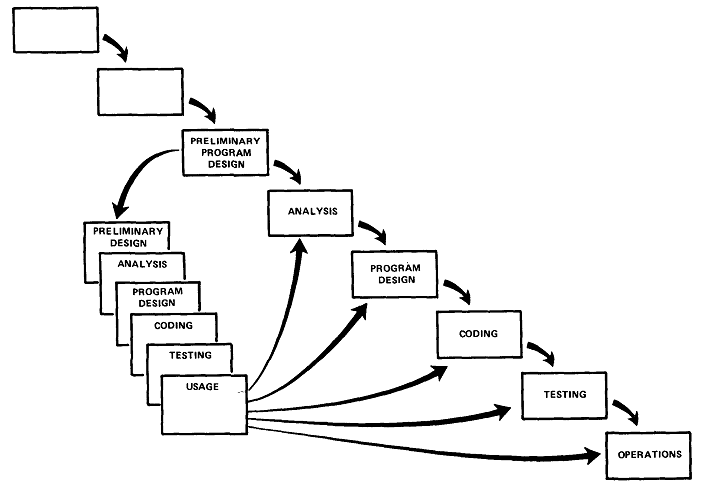 PRELIMINARY
PROGRAM
DESIGN
ANALYSIS
PROGRAM
DESIGN
CODING
TESTING
OPERATIONS
PRELIMINARY
DESIGN
ANALYSIS
PROGRAM
DESIGN
CODING
TESTING
USAGE